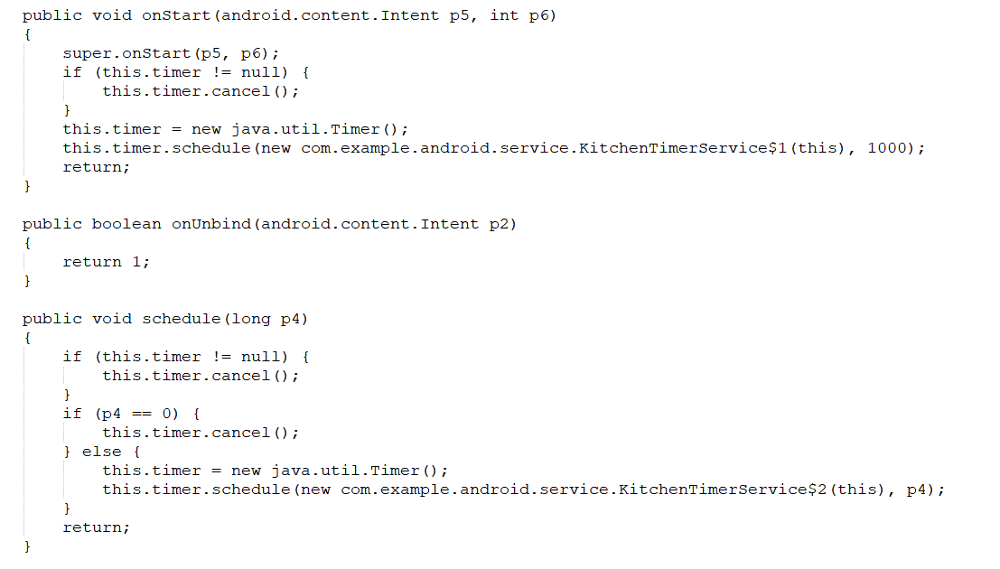 public void onStart(android.content.Intent p5, int p6)
{
    super.onStart(p5, p6);
    if (this.timer != null) {
        this.timer.cancel();
    }
    this.timer = new java.util.Timer();
    this.timer.schedule(new com.example.android.service.KitchenTimerService$1(this), 1000);
    return;
}

public boolean onUnbind(android.content.Intent p2)
{
    return 1;
}

public void schedule(long p4)
{
    if (this.timer != null) {
        this.timer.cancel();
    }
    if (p4 == 0) {
        this.timer.cancel();
    } else {
        this.timer = new java.util.Timer();
        this.timer.schedule(new com.example.android.service.KitchenTimerService$2(this), p4);
    }
    return;
}